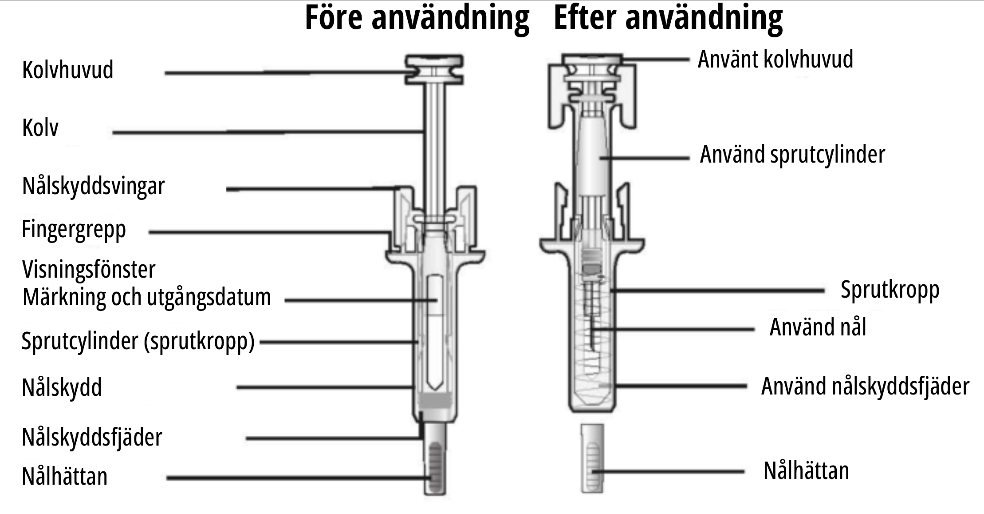 Före användning
Kolvhuvud
Kolv
Nålskyddsvingar
Fingergrepp
Visningsfönster
Märkning och utgångsdatum
Sprutcylinder (sprutkropp)
Nålskydd
Nålskyddsfjäder
Nålhättan
Efter användning
Använt kolvhuvud
Använd sprutcylinder
Sprutkropp
Använd nål
Använd nålskyddsfjäder
Nålhättan